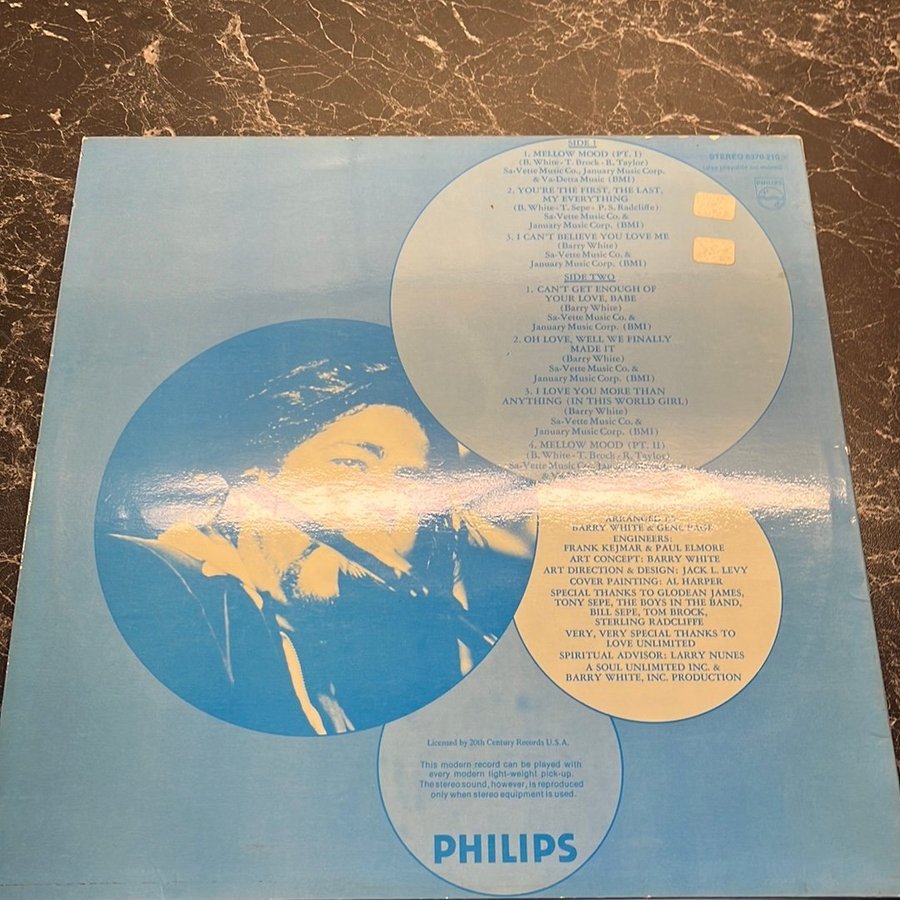 SIDE 1
1. MELLOW MOOD (PT. I)
(B. White - T. Brock - R. Taylor)
Sa-Vette Music Co., January Music Corp.
& Va-Detta Music (BMI)
2. YOU'RE THE FIRST, THE LAST,
MY EVERYTHING
(B. White - T. Sepe - P. S. Radcliffe)
Sa-Vette Music Co. &
January Music Corp. (BMI)
3. I CAN'T BELIEVE YOU LOVE ME
(Barry White)
Sa-Vette Music Co. &
January Music Corp. (BMI)
SIDE TWO
1. CAN'T GET ENOUGH OF
YOUR LOVE, BABE
(Barry White)
Sa-Vette Music Co. &
January Music Corp. (BMI)
2. OH LOVE, WELL WE FINALLY
MADE IT
(Barry White)
Sa-Vette Music Co. &
January Music Corp. (BMI)
3. I LOVE YOU MORE THAN
ANYTHING (IN THIS WORLD GIRL)
(Barry White)
Sa-Vette Music Co. &
January Music Corp. (BMI)
4. MELLOW MOOD (PT. II)
(B. White - T. Brock - R. Taylor)
Sa-Vette Music Co.,
STEREO 6370 210
PHILIPS
ARRANGED
BARRY WHITE & GENE PAGE
ENGINEERS:
FRANK KEJMAR & PAUL ELMORE
ART CONCEPT: BARRY WHITE
ART DIRECTION & DESIGN: JACK L. LEVY
COVER PAINTING: AL HARPER
SPECIAL THANKS TO GLODEAN JAMES,
TONY SEPE, THE BOYS IN THE BAND,
BILL SEPE, TOM BROCK,
STERLING RADCLIFFE
VERY, VERY SPECIAL THANKS TO
LOVE UNLIMITED
SPIRITUAL ADVISOR: LARRY NUNES
A SOUL UNLIMITED INC. &
BARRY WHITE, INC. PRODUCTION
Licensed by 20th Century Records U.S.A.
This modern record can be played with
every modern light-weight pick-up.
The stereo sound, however, is reproduced
only when stereo equipment is used.
PHILIPS